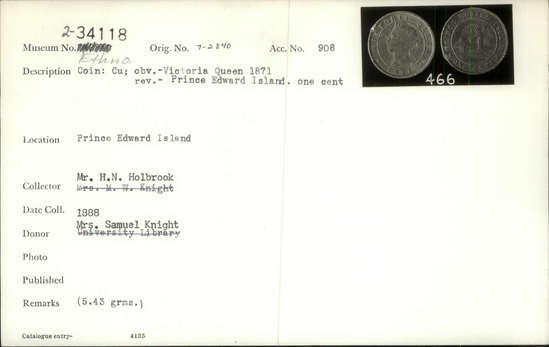 2-34118
Museum No. Orig. No. 7-2840 Acc. No. 908
Ethno.
Description Coin: Cu; obv.-Victoria Queen 1871
rev.- Prince Edward Island. one cent
466
Location Prince Edward Island
Mr. H.N. Holbrook
Collector Mrs. M. W. Knight
Date Coll. 1888
Mrs. Samuel Knight
Donor University Library
Photo
Published
Remarks (5.43 grms.)
Catalogue entry- 4135